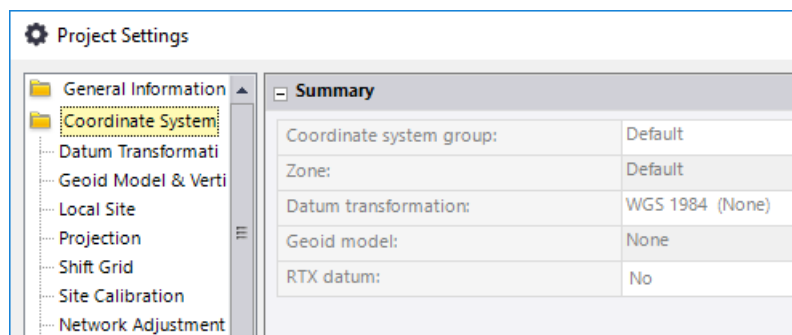 Project Settings
General Information
Coordinate System
Datum Transformati
Geoid Model & Verti
Local Site
Projection
Shift Grid
Site Calibration
Network Adjustment
Summary
Coordinate system group: Default
Zone: Default
Datum transformation: WGS 1984 (None)
Geoid model: None
RTX datum: No